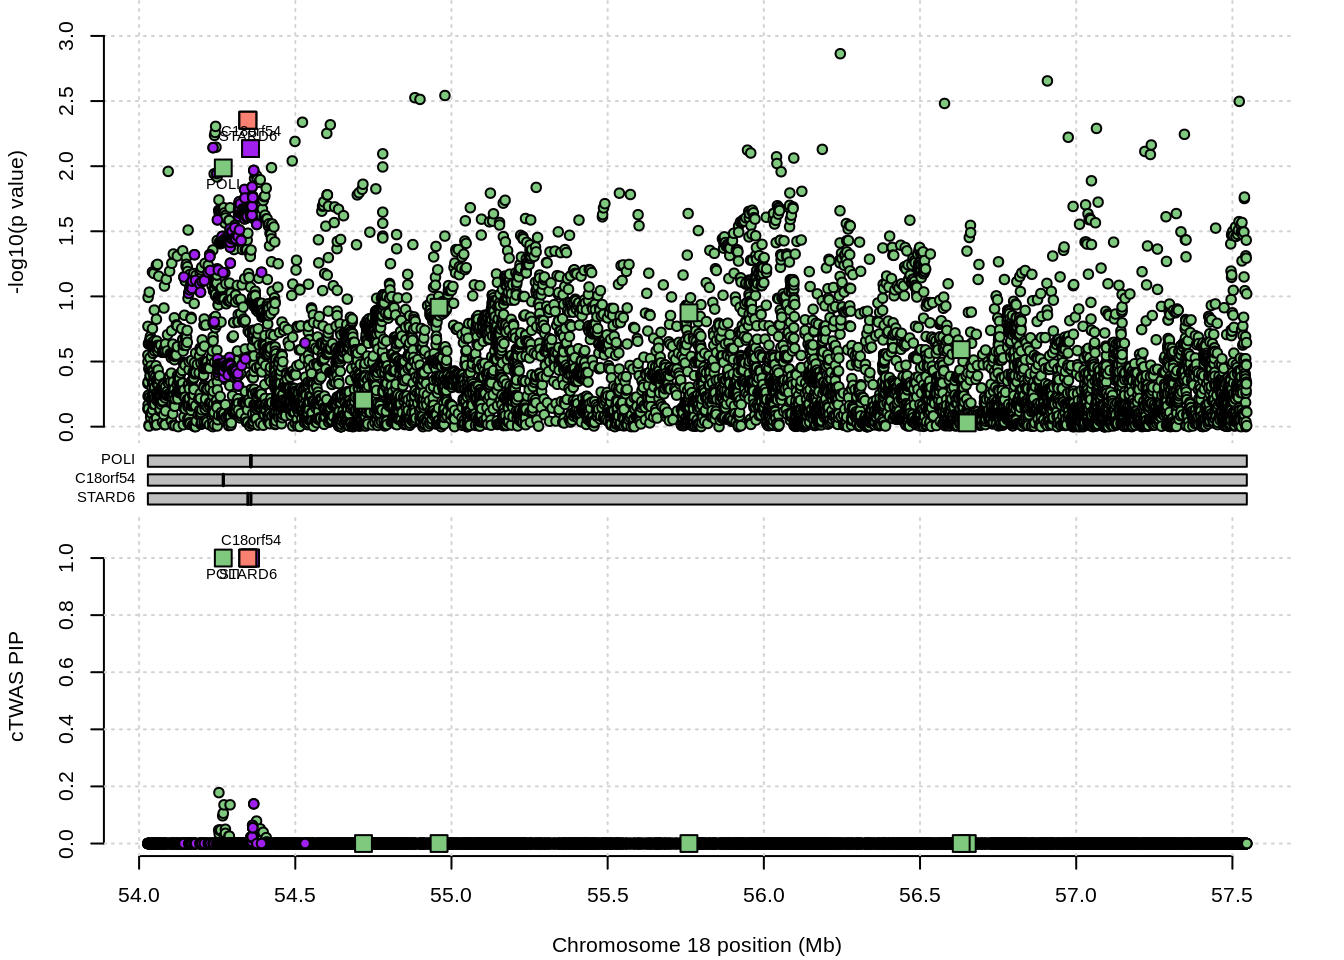 3.0
2.5
2.0
1.5
1.0
0.5
0.0
-log10(p value)
C18orf54
STARD6
POLI
POLI
C18orf54
STARD6
C18orf54
POLI
STARD6
1.0
0.8
0.6
0.4
0.2
0.0
cTWAS PIP
54.0 54.5 55.0 55.5 56.0 56.5 57.0 57.5
Chromosome 18 position (Mb)